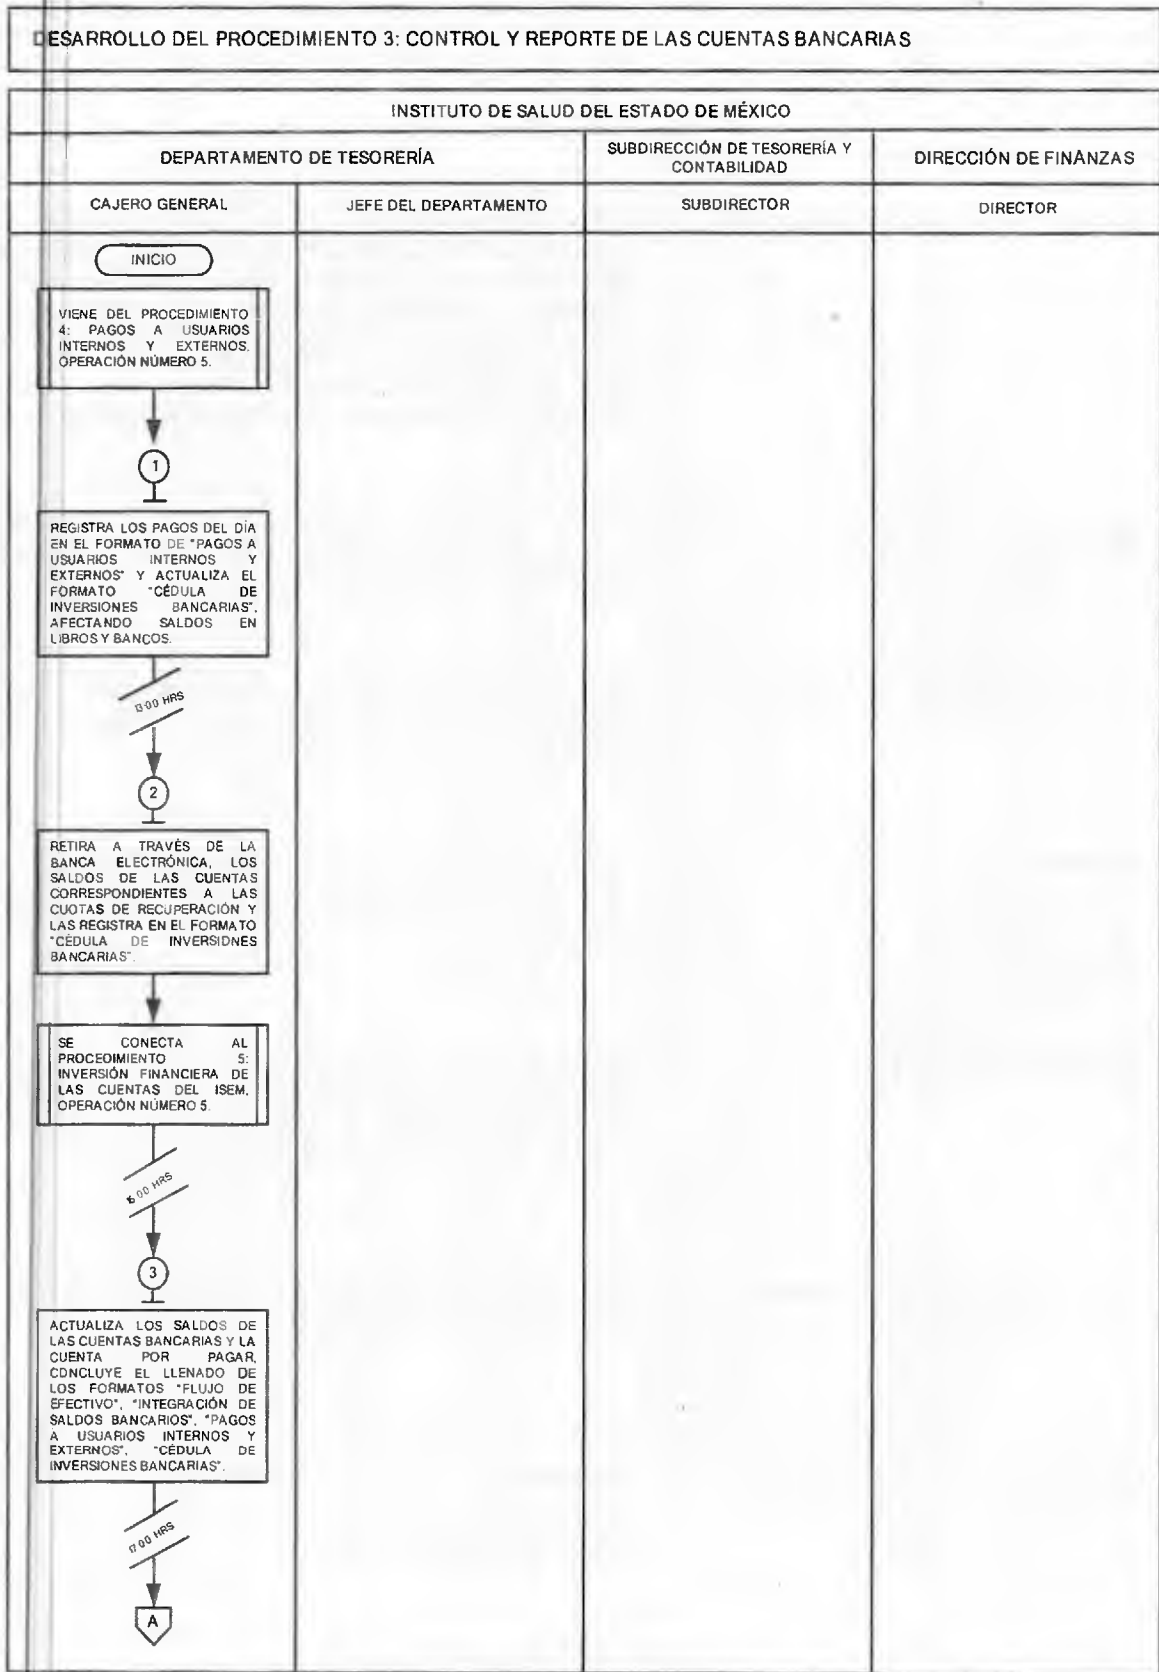 DESARROLLO DEL PROCEDIMIENTO 3: CONTROL Y REPORTE DE LAS CUENTAS BANCARIAS
INSTITUTO DE SALUD DEL ESTADO DE MÉXICO
DEPARTAMENTO DE TESORERÍA
SUBDIRECCIÓN DE TESORERÍA Y
CONTABILIDAD
DIRECCIÓN DE FINANZAS
CAJERO GENERAL
JEFE DEL DEPARTAMENTO
SUBDIRECTOR
DIRECTOR
INICIO
VIENE DEL PROCEDIMIENTO
4: PAGOS A USUARIOS
INTERNOS Y EXTERNOS.
OPERACIÓN NÚMERO 5.
1
REGISTRA LOS PAGOS DEL DÍA
EN EL FORMATO DE "PAGOS A
USUARIOS INTERNOS Y
EXTERNOS" Y ACTUALIZA EL
FORMATO "CÉDULA DE
INVERSIONES BANCARIAS",
AFECTANDO SALDOS EN
LIBROS Y BANCOS.
13:00 HRS
2
RETIRA A TRAVÉS DE LA
BANCA ELECTRÓNICA, LOS
SALDOS DE LAS CUENTAS
CORRESPONDIENTES A LAS
CUOTAS DE RECUPERACIÓN Y
LAS REGISTRA EN EL FORMATO
"CÉDULA DE INVERSIONES
BANCARIAS".
SE CONECTA AL
PROCEDIMIENTO 5:
INVERSIÓN FINANCIERA DE
LAS CUENTAS DEL ISEM,
OPERACIÓN NÚMERO 5.
16:00 HRS
3
ACTUALIZA LOS SALDOS DE
LAS CUENTAS BANCARIAS Y LA
CUENTA POR PAGAR,
CONCLUYE EL LLENADO DE
LOS FORMATOS "FLUJO DE
EFECTIVO", "INTEGRACIÓN DE
SALDOS BANCARIOS", "PAGOS
A USUARIOS INTERNOS Y
EXTERNOS", "CÉDULA DE
INVERSIONES BANCARIAS".
17:00 HRS
A